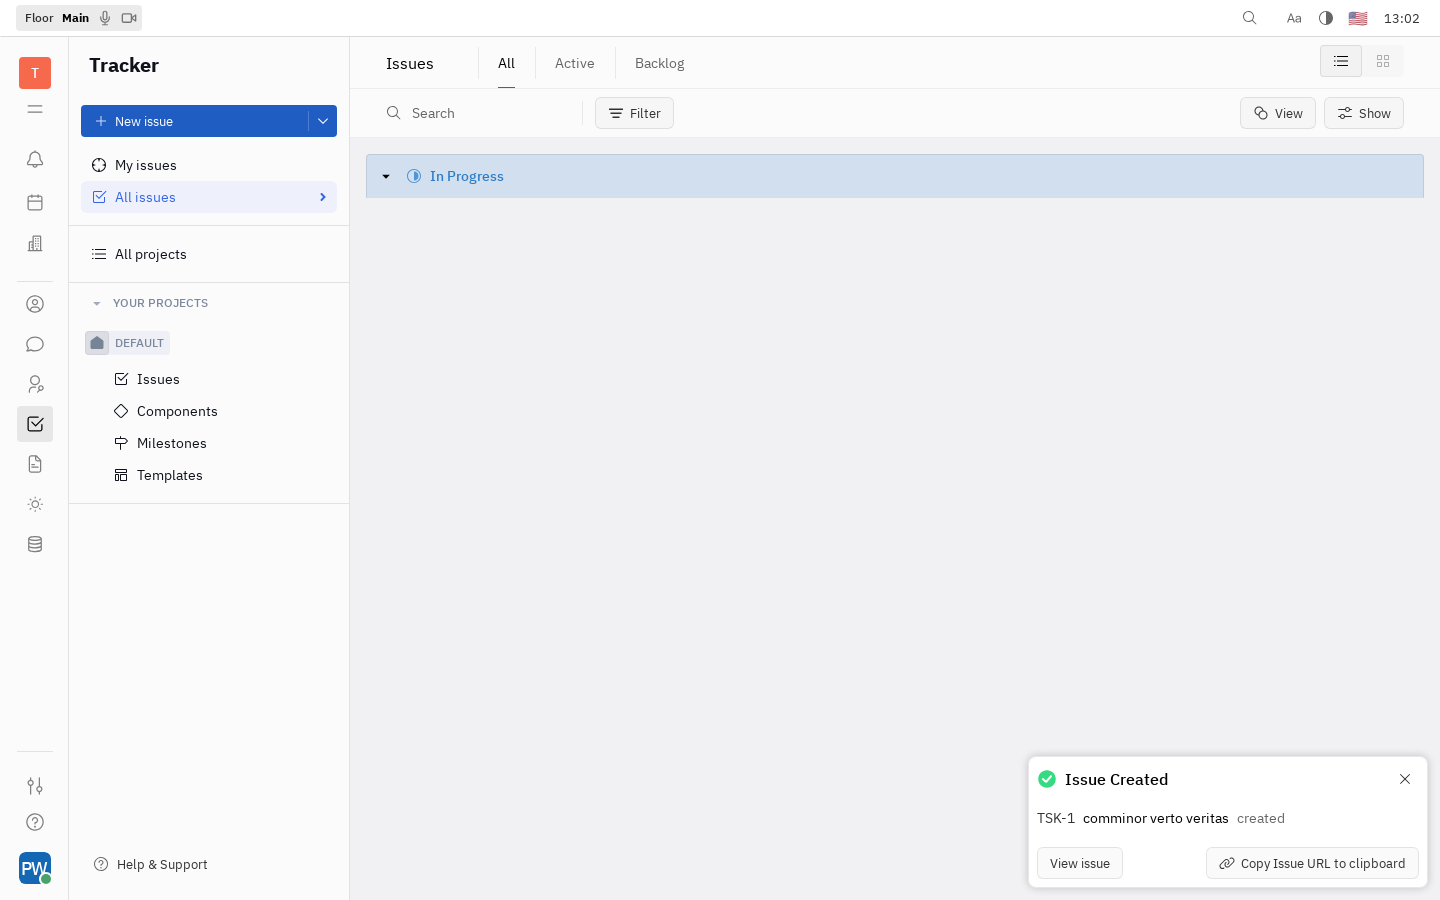 Floor Main
Aa
13:02
T
Tracker
New issue
My issues
All issues
All projects
YOUR PROJECTS
DEFAULT
Issues
Components
Milestones
Templates
Help & Support
PW
Issues
All
Active
Backlog
Search
Filter
View
Show
In Progress
Issue Created
TSK-1 comminor verto veritas created
View issue
Copy Issue URL to clipboard